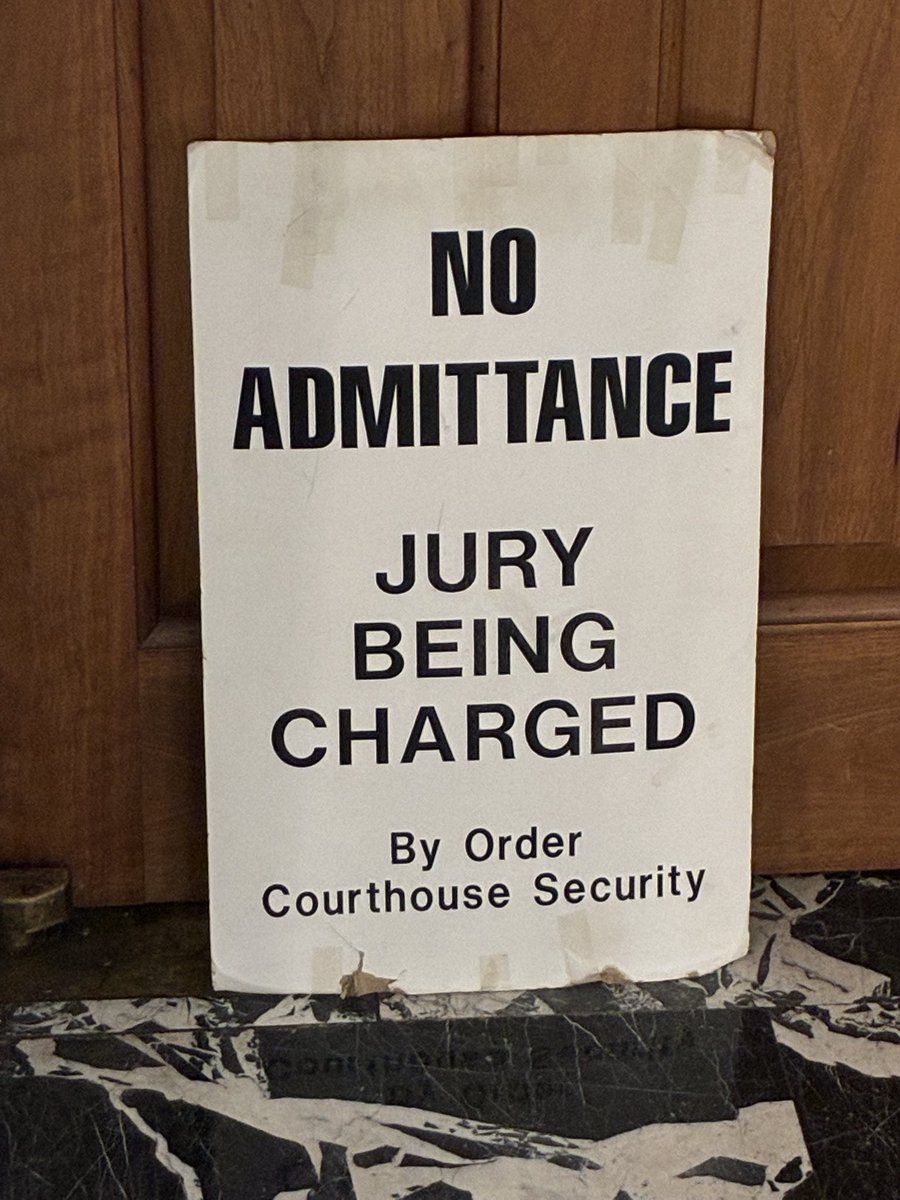 NO
ADMITTANCE
JURY
BEING
CHARGED
By Order
Courthouse Security